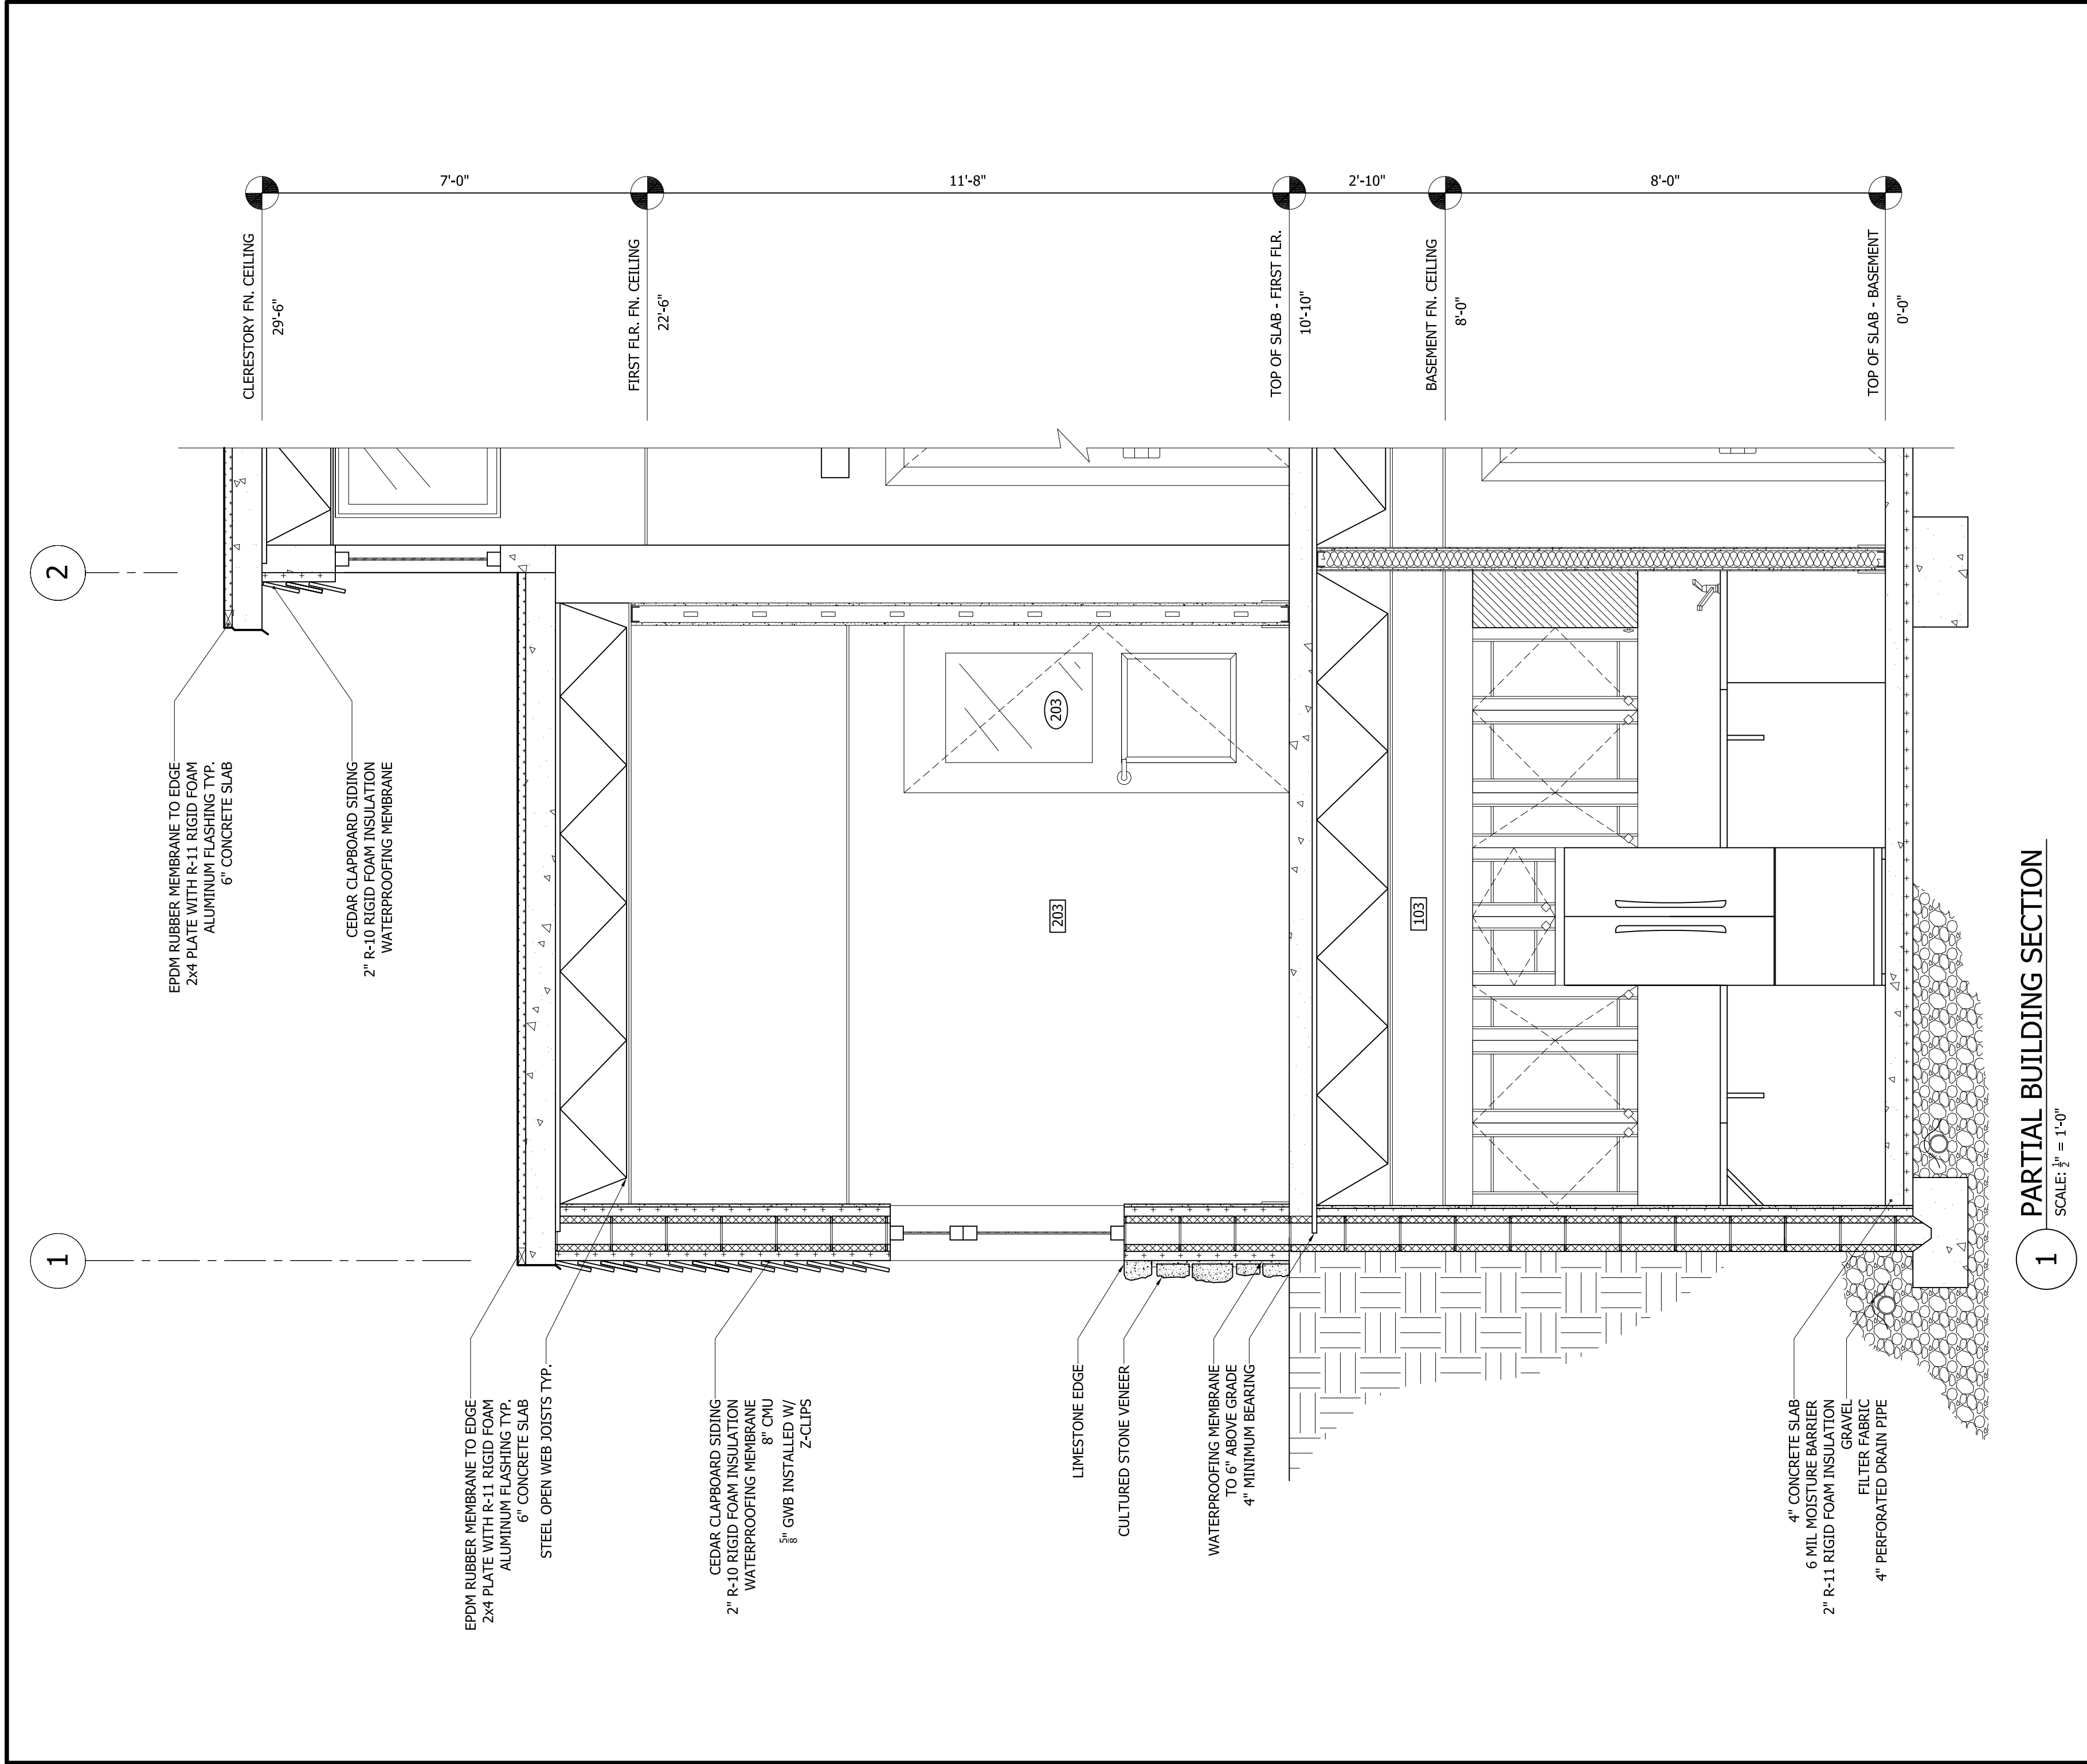 1
2
EPDM RUBBER MEMBRANE TO EDGE
2x4 PLATE WITH R-11 RIGID FOAM
ALUMINUM FLASHING TYP.
6" CONCRETE SLAB
CEDAR CLAPBOARD SIDING
2" R-10 RIGID FOAM INSULATION
WATERPROOFING MEMBRANE
CLERESTORY FN. CEILING
29'-6"
7'-0"
FIRST FLR. FN. CEILING
22'-6"
11'-8"
TOP OF SLAB - FIRST FLR.
10'-10"
2'-10"
BASEMENT FN. CEILING
8'-0"
8'-0"
TOP OF SLAB - BASEMENT
0'-0"
EPDM RUBBER MEMBRANE TO EDGE
2x4 PLATE WITH R-11 RIGID FOAM
ALUMINUM FLASHING TYP.
6" CONCRETE SLAB
STEEL OPEN WEB JOISTS TYP.
CEDAR CLAPBOARD SIDING
2" R-10 RIGID FOAM INSULATION
WATERPROOFING MEMBRANE
8" CMU
5/8" GWB INSTALLED W/
Z-CLIPS
203
203
LIMESTONE EDGE
CULTURED STONE VENEER
WATERPROOFING MEMBRANE
TO 6" ABOVE GRADE
4" MINIMUM BEARING
103
4" CONCRETE SLAB
6 MIL MOISTURE BARRIER
2" R-11 RIGID FOAM INSULATION
GRAVEL
FILTER FABRIC
4" PERFORATED DRAIN PIPE
1
PARTIAL BUILDING SECTION
SCALE: 1/2" = 1'-0"